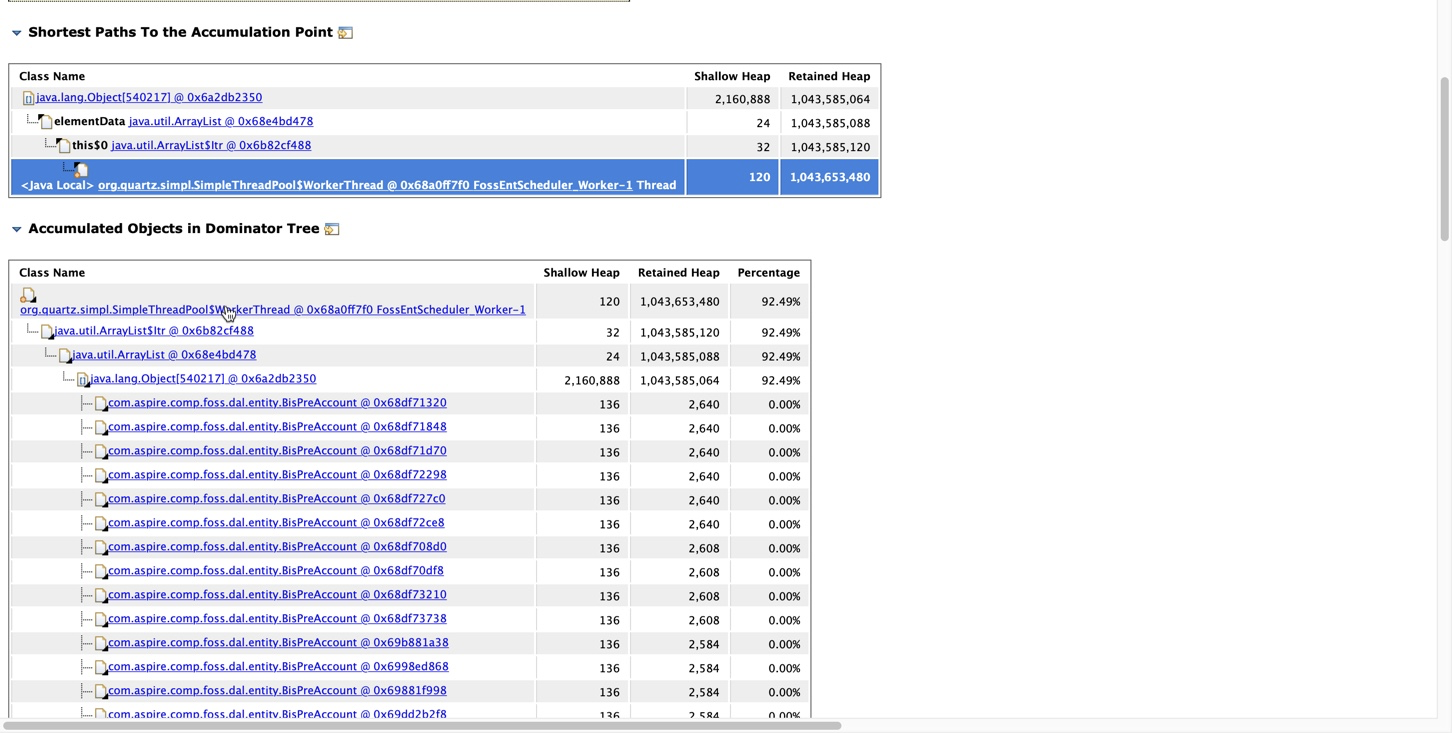 Shortest Paths To the Accumulation Point
Class Name Shallow Heap Retained Heap
java.lang.Object[540217] @ 0x6a2db2350 2,160,888 1,043,585,064
elementData java.util.ArrayList @ 0x68e4bd478 24 1,043,585,088
this$0 java.util.ArrayList$Itr @ 0x6b82cf488 32 1,043,585,120
<Java Local> org.quartz.simpl.SimpleThreadPool$WorkerThread @ 0x68a0ff7f0 FossEntScheduler_Worker-1 Thread 120 1,043,653,480
Accumulated Objects in Dominator Tree
Class Name Shallow Heap Retained Heap Percentage
org.quartz.simpl.SimpleThreadPool$WorkerThread @ 0x68a0ff7f0 FossEntScheduler_Worker-1 120 1,043,653,480 92.49%
java.util.ArrayList$Itr @ 0x6b82cf488 32 1,043,585,120 92.49%
java.util.ArrayList @ 0x68e4bd478 24 1,043,585,088 92.49%
java.lang.Object[540217] @ 0x6a2db2350 2,160,888 1,043,585,064 92.49%
com.aspire.comp.foss.dal.entity.BisPreAccount @ 0x68df71320 136 2,640 0.00%
com.aspire.comp.foss.dal.entity.BisPreAccount @ 0x68df71848 136 2,640 0.00%
com.aspire.comp.foss.dal.entity.BisPreAccount @ 0x68df71d70 136 2,640 0.00%
com.aspire.comp.foss.dal.entity.BisPreAccount @ 0x68df72298 136 2,640 0.00%
com.aspire.comp.foss.dal.entity.BisPreAccount @ 0x68df727c0 136 2,640 0.00%
com.aspire.comp.foss.dal.entity.BisPreAccount @ 0x68df72ce8 136 2,640 0.00%
com.aspire.comp.foss.dal.entity.BisPreAccount @ 0x68df708d0 136 2,608 0.00%
com.aspire.comp.foss.dal.entity.BisPreAccount @ 0x68df70df8 136 2,608 0.00%
com.aspire.comp.foss.dal.entity.BisPreAccount @ 0x68df73210 136 2,608 0.00%
com.aspire.comp.foss.dal.entity.BisPreAccount @ 0x68df73738 136 2,608 0.00%
com.aspire.comp.foss.dal.entity.BisPreAccount @ 0x69b881a38 136 2,584 0.00%
com.aspire.comp.foss.dal.entity.BisPreAccount @ 0x6998ed868 136 2,584 0.00%
com.aspire.comp.foss.dal.entity.BisPreAccount @ 0x69881f998 136 2,584 0.00%
com.aspire.comp.foss.dal.entity.BisPreAccount @ 0x69dd2b2f8 136 2,584 0.00%